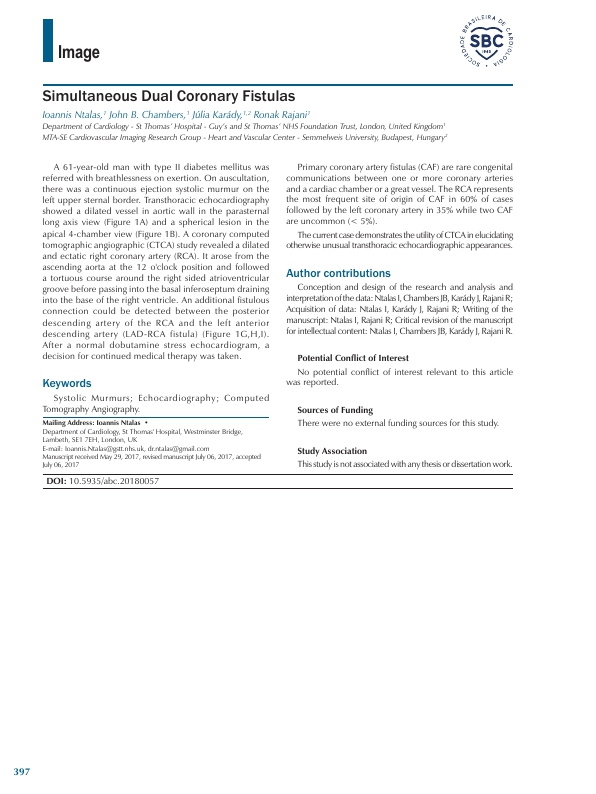 Image
SOCIEDADE BRASILEIRA DE CARDIOLOGIA
SBC
1943
Simultaneous Dual Coronary Fistulas
Ioannis Ntalas,¹ John B. Chambers,¹ Júlia Karády,¹,² Ronak Rajani¹
Department of Cardiology - St Thomas’ Hospital - Guy’s and St Thomas’ NHS Foundation Trust, London, United Kingdom¹
MTA-SE Cardiovascular Imaging Research Group - Heart and Vascular Center - Semmelweis University, Budapest, Hungary²
A 61-year-old man with type II diabetes mellitus was
referred with breathlessness on exertion. On auscultation,
there was a continuous ejection systolic murmur on the
left upper sternal border. Transthoracic echocardiography
showed a dilated vessel in aortic wall in the parasternal
long axis view (Figure 1A) and a spherical lesion in the
apical 4-chamber view (Figure 1B). A coronary computed
tomographic angiographic (CTCA) study revealed a dilated
and ectatic right coronary artery (RCA). It arose from the
ascending aorta at the 12 o’clock position and followed
a tortuous course around the right sided atrioventricular
groove before passing into the basal inferoseptum draining
into the base of the right ventricle. An additional fistulous
connection could be detected between the posterior
descending artery of the RCA and the left anterior
descending artery (LAD-RCA fistula) (Figure 1G,H,I).
After a normal dobutamine stress echocardiogram, a
decision for continued medical therapy was taken.
Keywords
Systolic Murmurs; Echocardiography; Computed
Tomography Angiography.
Mailing Address: Ioannis Ntalas •
Department of Cardiology, St Thomas’ Hospital, Westminster Bridge,
Lambeth, SE1 7EH, London, UK
E-mail: Ioannis.Ntalas@gstt.nhs.uk, dr.ntalas@gmail.com
Manuscript received May 29, 2017, revised manuscript July 06, 2017, accepted
July 06, 2017
DOI: 10.5935/abc.20180057
Primary coronary artery fistulas (CAF) are rare congenital
communications between one or more coronary arteries
and a cardiac chamber or a great vessel. The RCA represents
the most frequent site of origin of CAF in 60% of cases
followed by the left coronary artery in 35% while two CAF
are uncommon (< 5%).
The current case demonstrates the utility of CTCA in elucidating
otherwise unusual transthoracic echocardiographic appearances.
Author contributions
Conception and design of the research and analysis and
interpretation of the data: Ntalas I, Chambers JB, Karády J, Rajani R;
Acquisition of data: Ntalas I, Karády J, Rajani R; Writing of the
manuscript: Ntalas I, Rajani R; Critical revision of the manuscript
for intellectual content: Ntalas I, Chambers JB, Karády J, Rajani R.
Potential Conflict of Interest
No potential conflict of interest relevant to this article
was reported.
Sources of Funding
There were no external funding sources for this study.
Study Association
This study is not associated with any thesis or dissertation work.
397